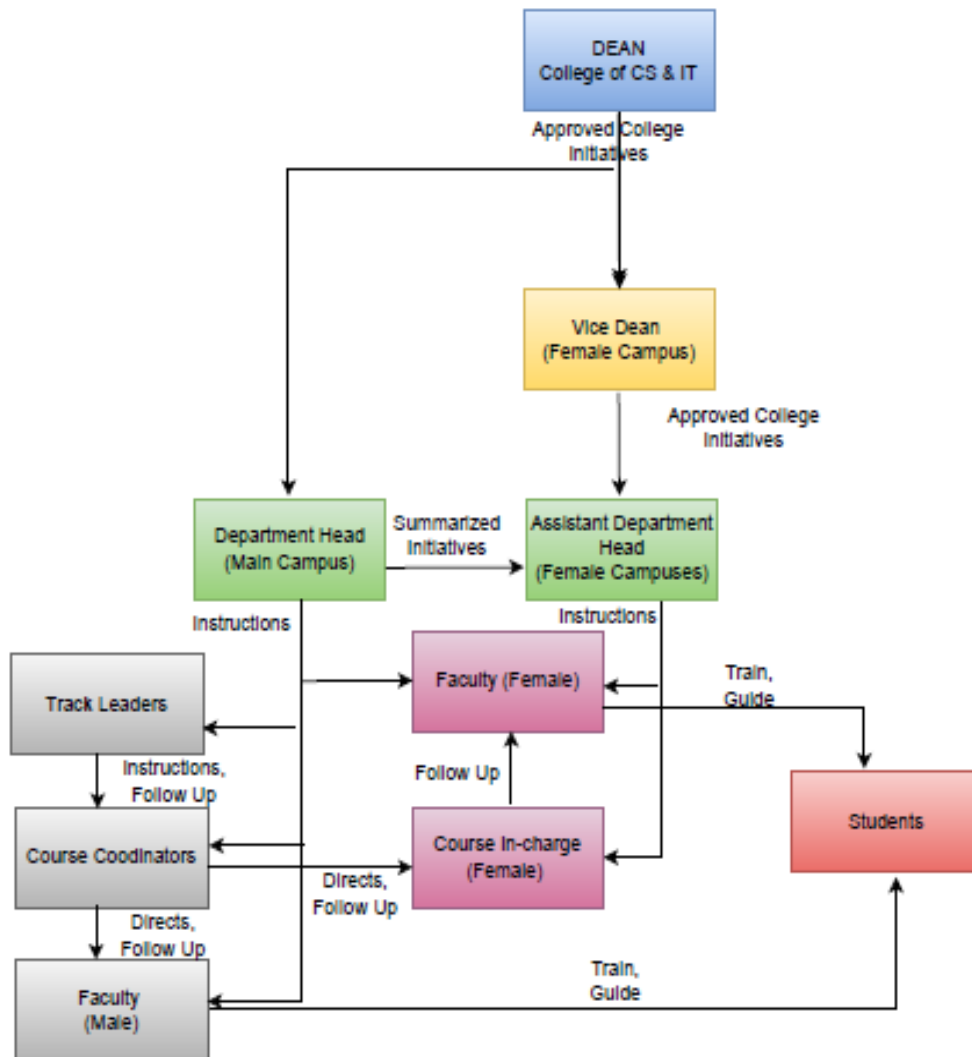 DEAN
College of CS & IT
Approved College
Initiatives
Vice Dean
(Female Campus)
Approved College
Initiatives
Department Head
(Main Campus)
Summarized
Initiatives
Assistant Department
Head
(Female Campuses)
Instructions
Instructions
Track Leaders
Faculty (Female)
Train,
Guide
Instructions,
Follow Up
Follow Up
Students
Course Coodinators
Course In-charge
(Female)
Directs,
Follow Up
Directs,
Follow Up
Faculty
(Male)
Train,
Guide